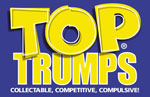 TOP
TRUMPS®
COLLECTABLE, COMPETITIVE, COMPULSIVE!